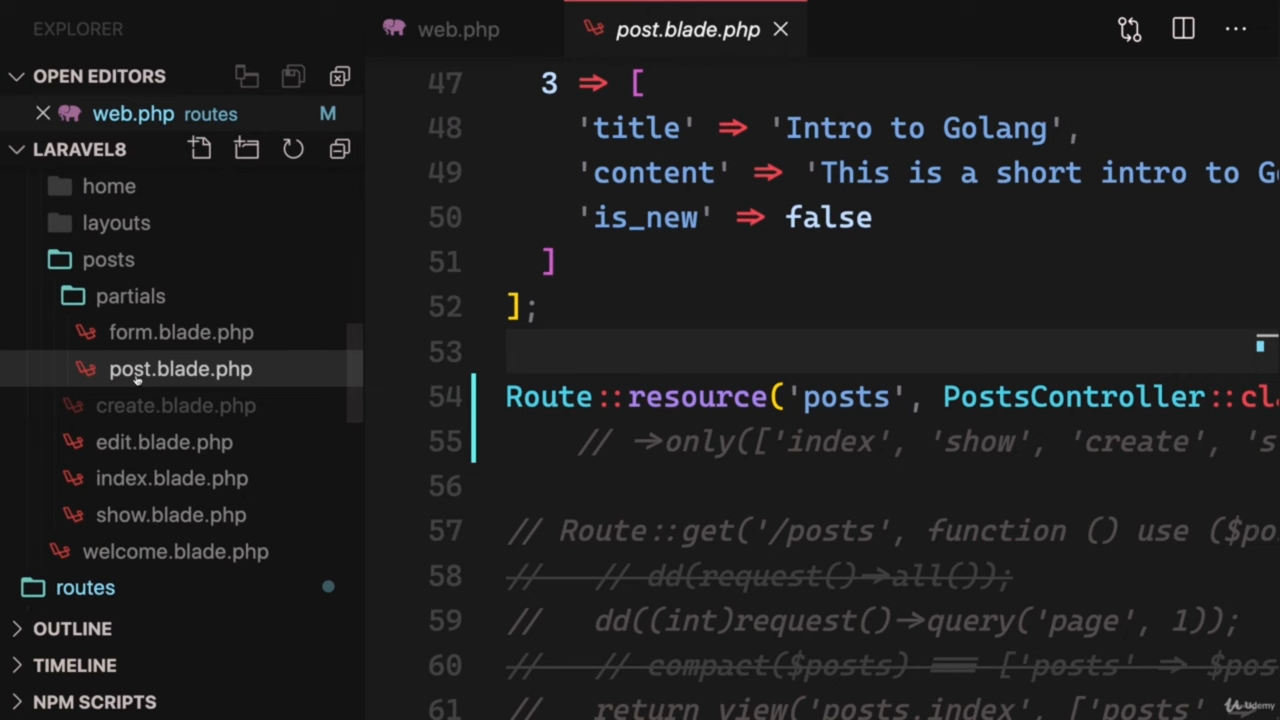 EXPLORER
OPEN EDITORS
web.php routes M
LARAVEL8
home
layouts
posts
partials
form.blade.php
post.blade.php
create.blade.php
edit.blade.php
index.blade.php
show.blade.php
welcome.blade.php
routes
OUTLINE
TIMELINE
NPM SCRIPTS
web.php
post.blade.php
47 3 => [
48 'title' => 'Intro to Golang',
49 'content' => 'This is a short intro to G
50 'is_new' => false
51 ]
52 ];
53
54 Route::resource('posts', PostsController::cl
55 // ->only(['index', 'show', 'create', 's
56
57 // Route::get('/posts', function () use ($po
58 // // dd(request()->all());
59 // dd((int)request()->query('page', 1));
60 // // compact($posts) === ['posts' => $pos
61 // return view('posts.index', ['posts'
Udemy